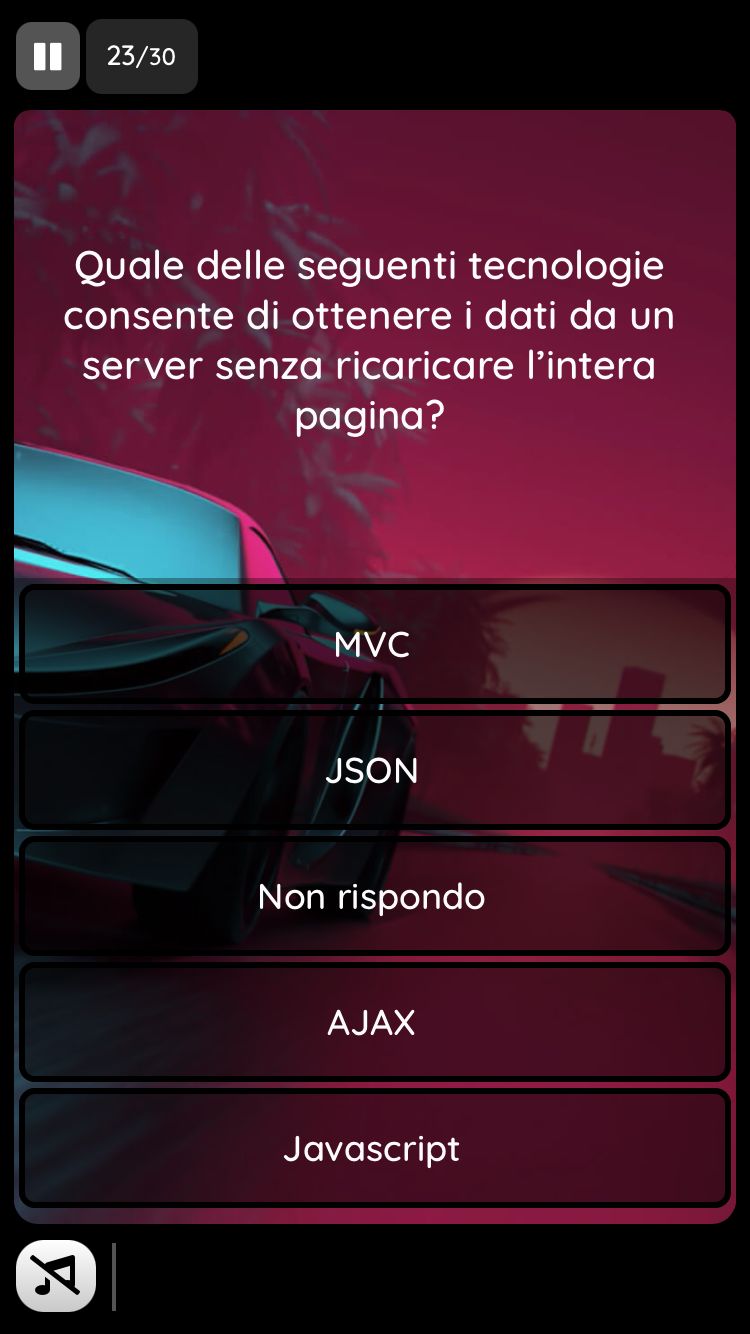 23/30
Quale delle seguenti tecnologie
consente di ottenere i dati da un
server senza ricaricare l’intera
pagina?
MVC
JSON
Non rispondo
AJAX
Javascript